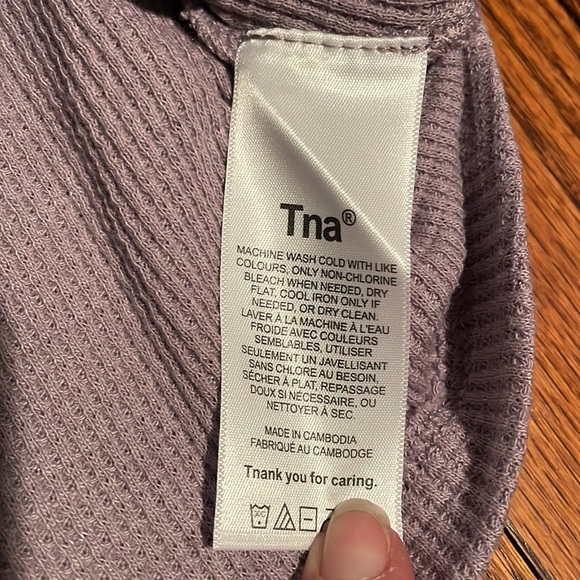 Tna®
MACHINE WASH COLD WITH LIKE
COLOURS, ONLY NON-CHLORINE
BLEACH WHEN NEEDED, DRY
FLAT, COOL IRON ONLY IF
NEEDED, OR DRY CLEAN.
LAVER À LA MACHINE À L'EAU
FROIDE AVEC COULEURS
SEMBLABLES, UTILISER
SEULEMENT UN JAVELLISANT
SANS CHLORE AU BESOIN,
SÉCHER À PLAT, REPASSAGE
DOUX SI NÉCESSAIRE, OU
NETTOYER À SEC.
MADE IN CAMBODIA
FABRIQUÉ AU CAMBODGE
Tnank you for caring.